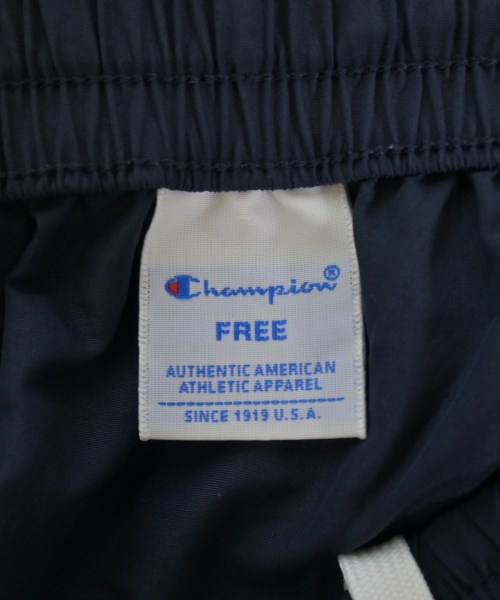 Champion®
FREE
AUTHENTIC AMERICAN
ATHLETIC APPAREL
SINCE 1919 U.S.A.